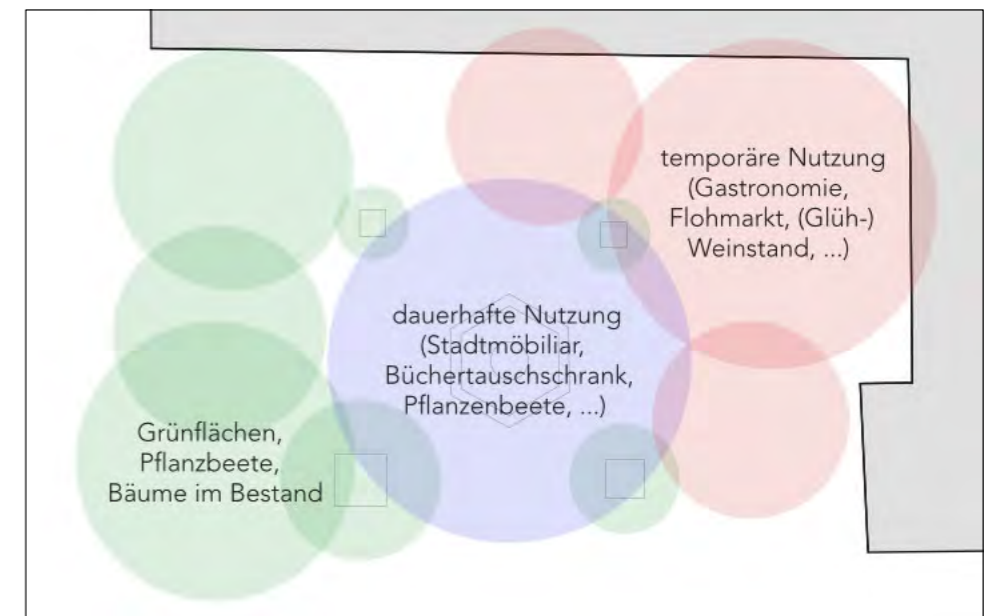 temporäre Nutzung
(Gastronomie,
Flohmarkt, (Glüh-)
Weinstand, ...)
dauerhafte Nutzung
(Stadtmöbiliar,
Büchertauschschrank,
Pflanzenbeete, ...)
Grünflächen,
Pflanzbeete,
Bäume im Bestand